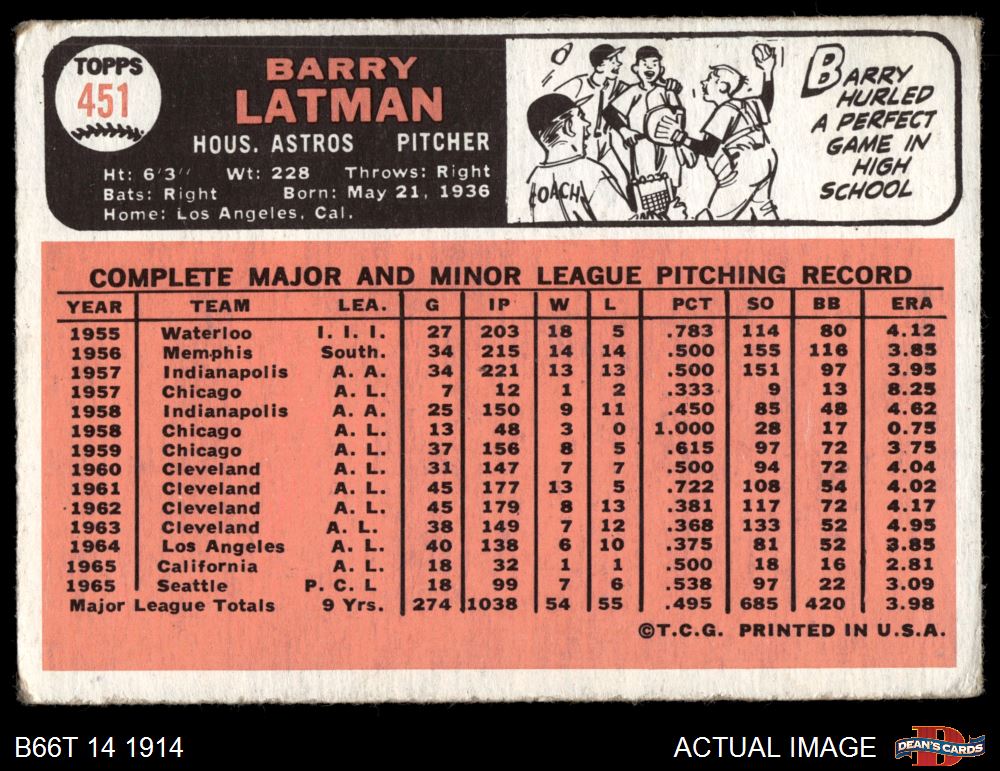 TOPPS
451
BARRY
LATMAN
HOUS. ASTROS PITCHER
Ht: 6'3" Wt: 228 Throws: Right
Bats: Right Born: May 21, 1936
Home: Los Angeles, Cal.
COACH
BARRY
HURLED
A PERFECT
GAME IN
HIGH
SCHOOL
COMPLETE MAJOR AND MINOR LEAGUE PITCHING RECORD
YEAR TEAM LEA. G IP W L PCT SO BB ERA
1955 Waterloo I. I. I. 27 203 18 5 .783 114 80 4.12
1956 Memphis South. 34 215 14 14 .500 155 116 3.85
1957 Indianapolis A. A. 34 221 13 13 .500 151 97 3.95
1957 Chicago A. L. 7 12 1 2 .333 9 13 8.25
1958 Indianapolis A. A. 25 150 9 11 .450 85 48 4.62
1958 Chicago A. L. 13 48 3 0 1.000 28 17 0.75
1959 Chicago A. L. 37 156 8 5 .615 97 72 3.75
1960 Cleveland A. L. 31 147 7 7 .500 94 72 4.04
1961 Cleveland A. L. 45 177 13 5 .722 108 54 4.02
1962 Cleveland A. L. 45 179 8 13 .381 117 72 4.17
1963 Cleveland A. L. 38 149 7 12 .368 133 52 4.95
1964 Los Angeles A. L. 40 138 6 10 .375 81 52 3.85
1965 California A. L. 18 32 1 1 .500 18 16 2.81
1965 Seattle P. C. L 18 99 7 6 .538 97 22 3.09
Major League Totals 9 Yrs. 274 1038 54 55 .495 685 420 3.98
©T.C.G. PRINTED IN U.S.A.
B66T 14 1914
ACTUAL IMAGE
D
DEAN'S CARDS